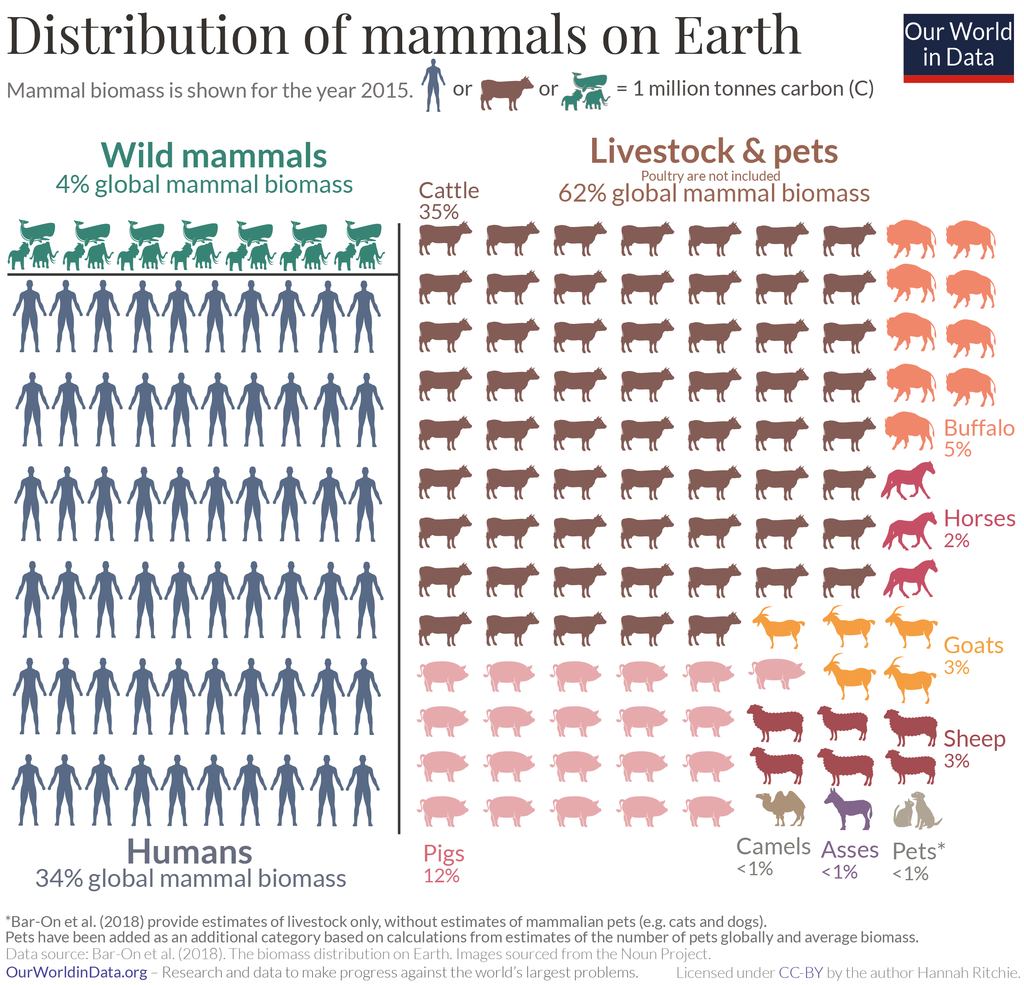 Distribution of mammals on Earth
Our World
in Data
Mammal biomass is shown for the year 2015.
or
or
= 1 million tonnes carbon (C)
Wild mammals
4% global mammal biomass
Livestock & pets
Poultry are not included
62% global mammal biomass
Cattle
35%
Buffalo
5%
Horses
2%
Goats
3%
Sheep
3%
Humans
34% global mammal biomass
Pigs
12%
Camels
<1%
Asses
<1%
Pets*
<1%
*Bar-On et al. (2018) provide estimates of livestock only, without estimates of mammalian pets (e.g. cats and dogs).
Pets have been added as an additional category based on calculations from estimates of the number of pets globally and average biomass.
Data source: Bar-On et al. (2018). The biomass distribution on Earth. Images sourced from the Noun Project.
OurWorldinData.org – Research and data to make progress against the world's largest problems.
Licensed under CC-BY by the author Hannah Ritchie.